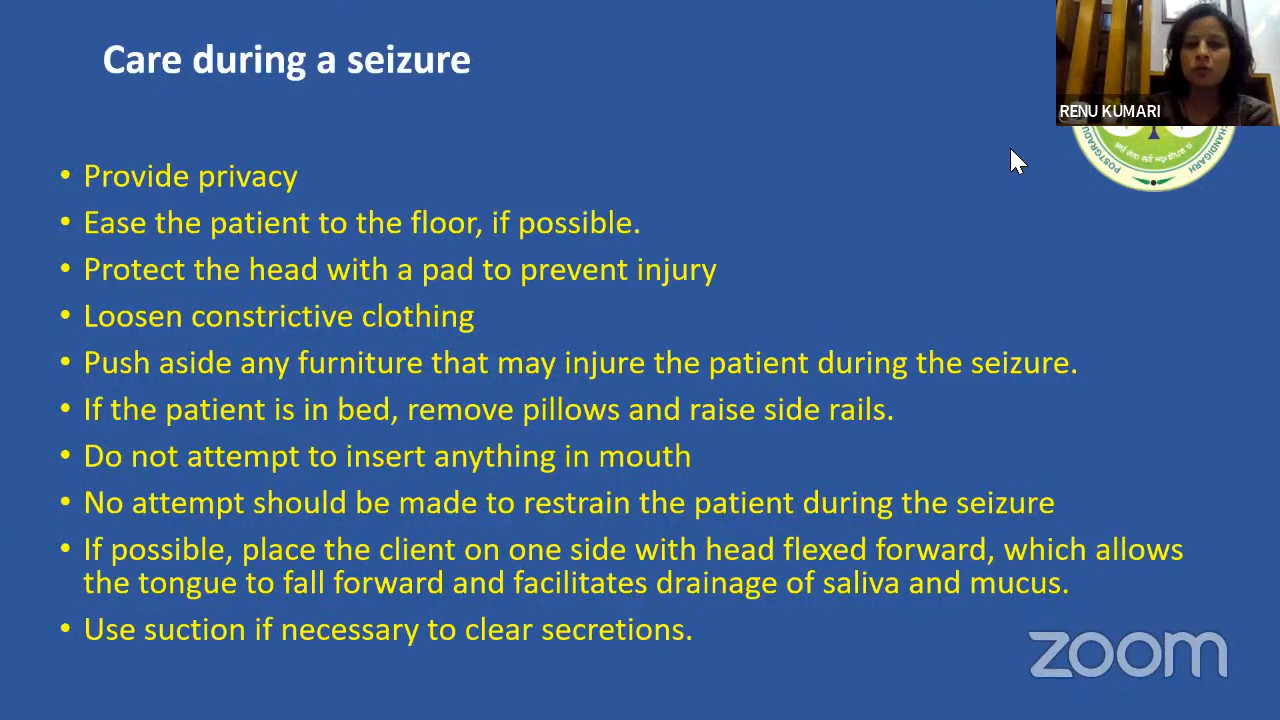 Care during a seizure
RENU KUMARI
POSTGRADU
CHANDIGARH
• Provide privacy
• Ease the patient to the floor, if possible.
• Protect the head with a pad to prevent injury
• Loosen constrictive clothing
• Push aside any furniture that may injure the patient during the seizure.
• If the patient is in bed, remove pillows and raise side rails.
• Do not attempt to insert anything in mouth
• No attempt should be made to restrain the patient during the seizure
• If possible, place the client on one side with head flexed forward, which allows
the tongue to fall forward and facilitates drainage of saliva and mucus.
• Use suction if necessary to clear secretions.
zoom